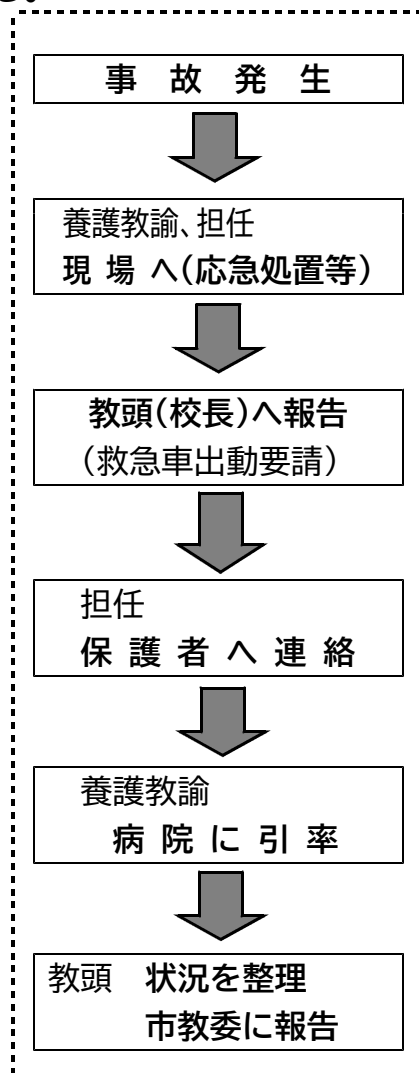 事 故 発 生
養護教諭、担任
現 場 へ(応急処置等)
教頭(校長)へ報告
(救急車出動要請)
担任
保 護 者 へ 連 絡
養護教諭
病 院 に 引 率
教頭 状況を整理
市教委に報告